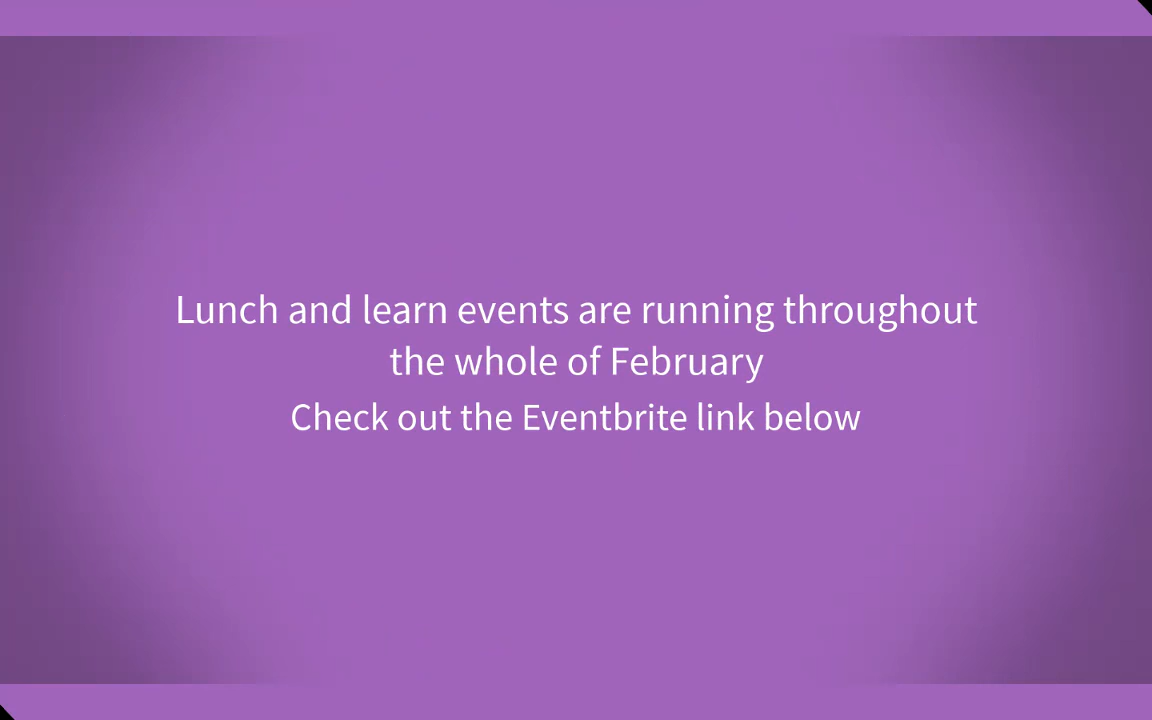 Lunch and learn events are running throughout
the whole of February
Check out the Eventbrite link below